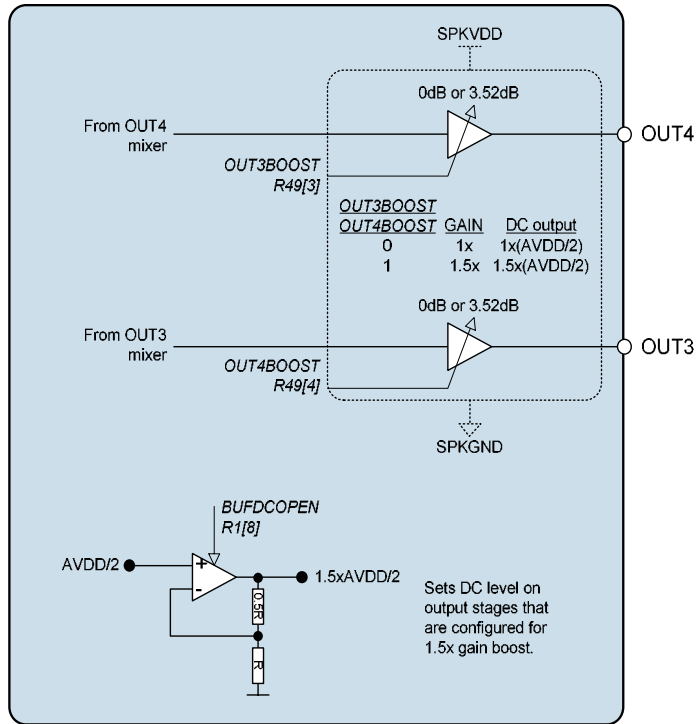 SPKVDD
0dB or 3.52dB
From OUT4
mixer
OUT4
OUT3BOOST
R49[3]
OUT3BOOST
OUT4BOOST GAIN DC output
0 1x 1x(AVDD/2)
1 1.5x 1.5x(AVDD/2)
0dB or 3.52dB
From OUT3
mixer
OUT3
OUT4BOOST
R49[4]
SPKGND
BUFDCOPEN
R1[8]
AVDD/2
+
-
1.5xAVDD/2
0.5R
R
Sets DC level on
output stages that
are configured for
1.5x gain boost.